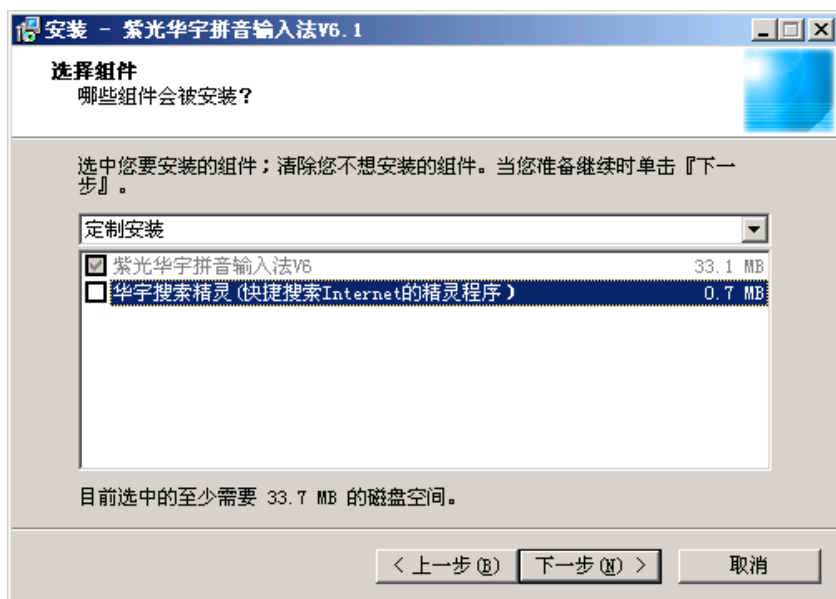 安装 - 紫光华宇拼音输入法V6.1
选择组件
哪些组件会被安装?
选中您要安装的组件;清除您不想安装的组件。当您准备继续时单击『下一
步』。
定制安装
紫光华宇拼音输入法V6 33.1 MB
华宇搜索精灵(快捷搜索Internet的精灵程序) 0.7 MB
目前选中的至少需要 33.7 MB 的磁盘空间。
< 上一步(B) 下一步(N) > 取消